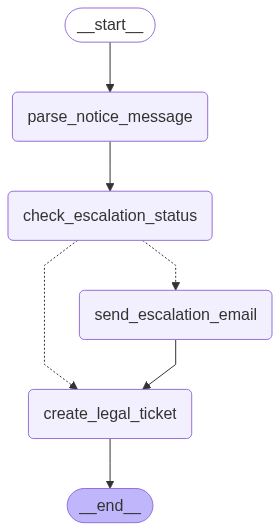 __start__
parse_notice_message
check_escalation_status
send_escalation_email
create_legal_ticket
__end__